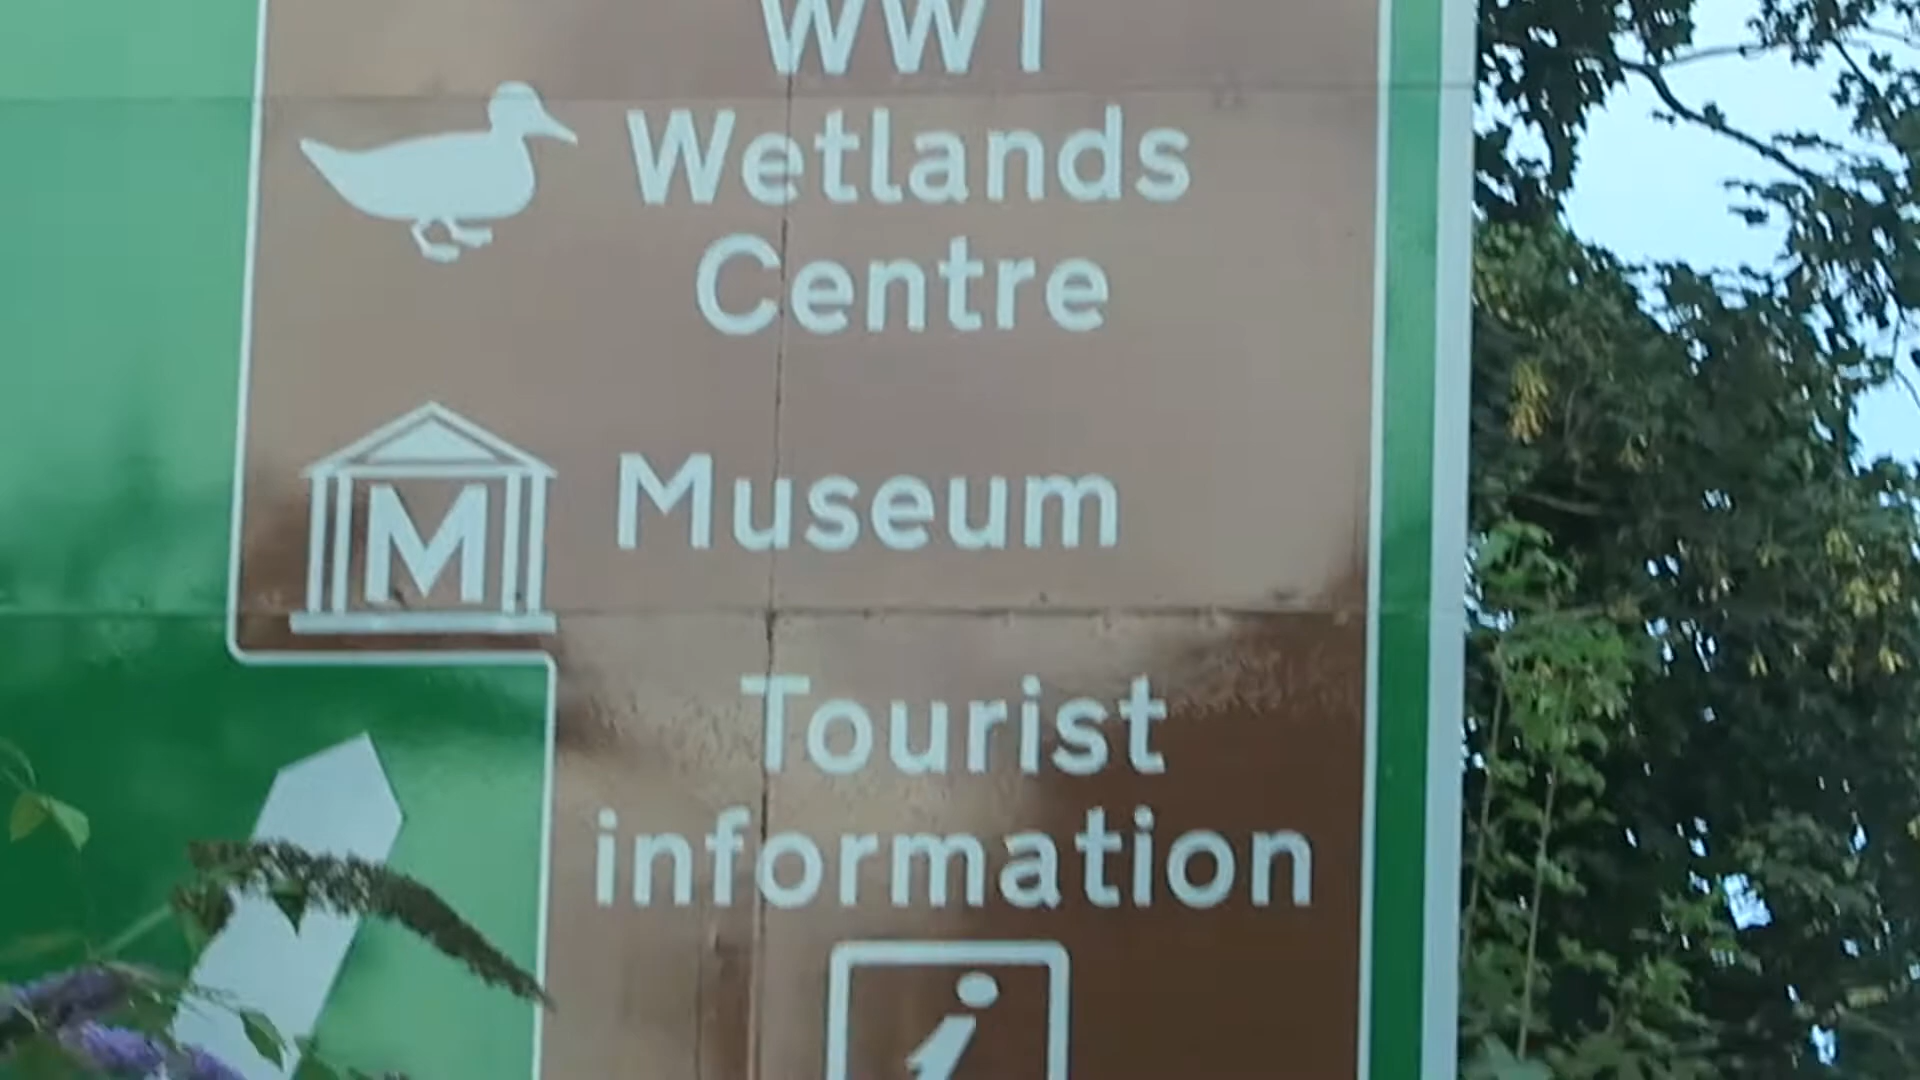 WWT
Wetlands
Centre
M
Museum
Tourist
information
i